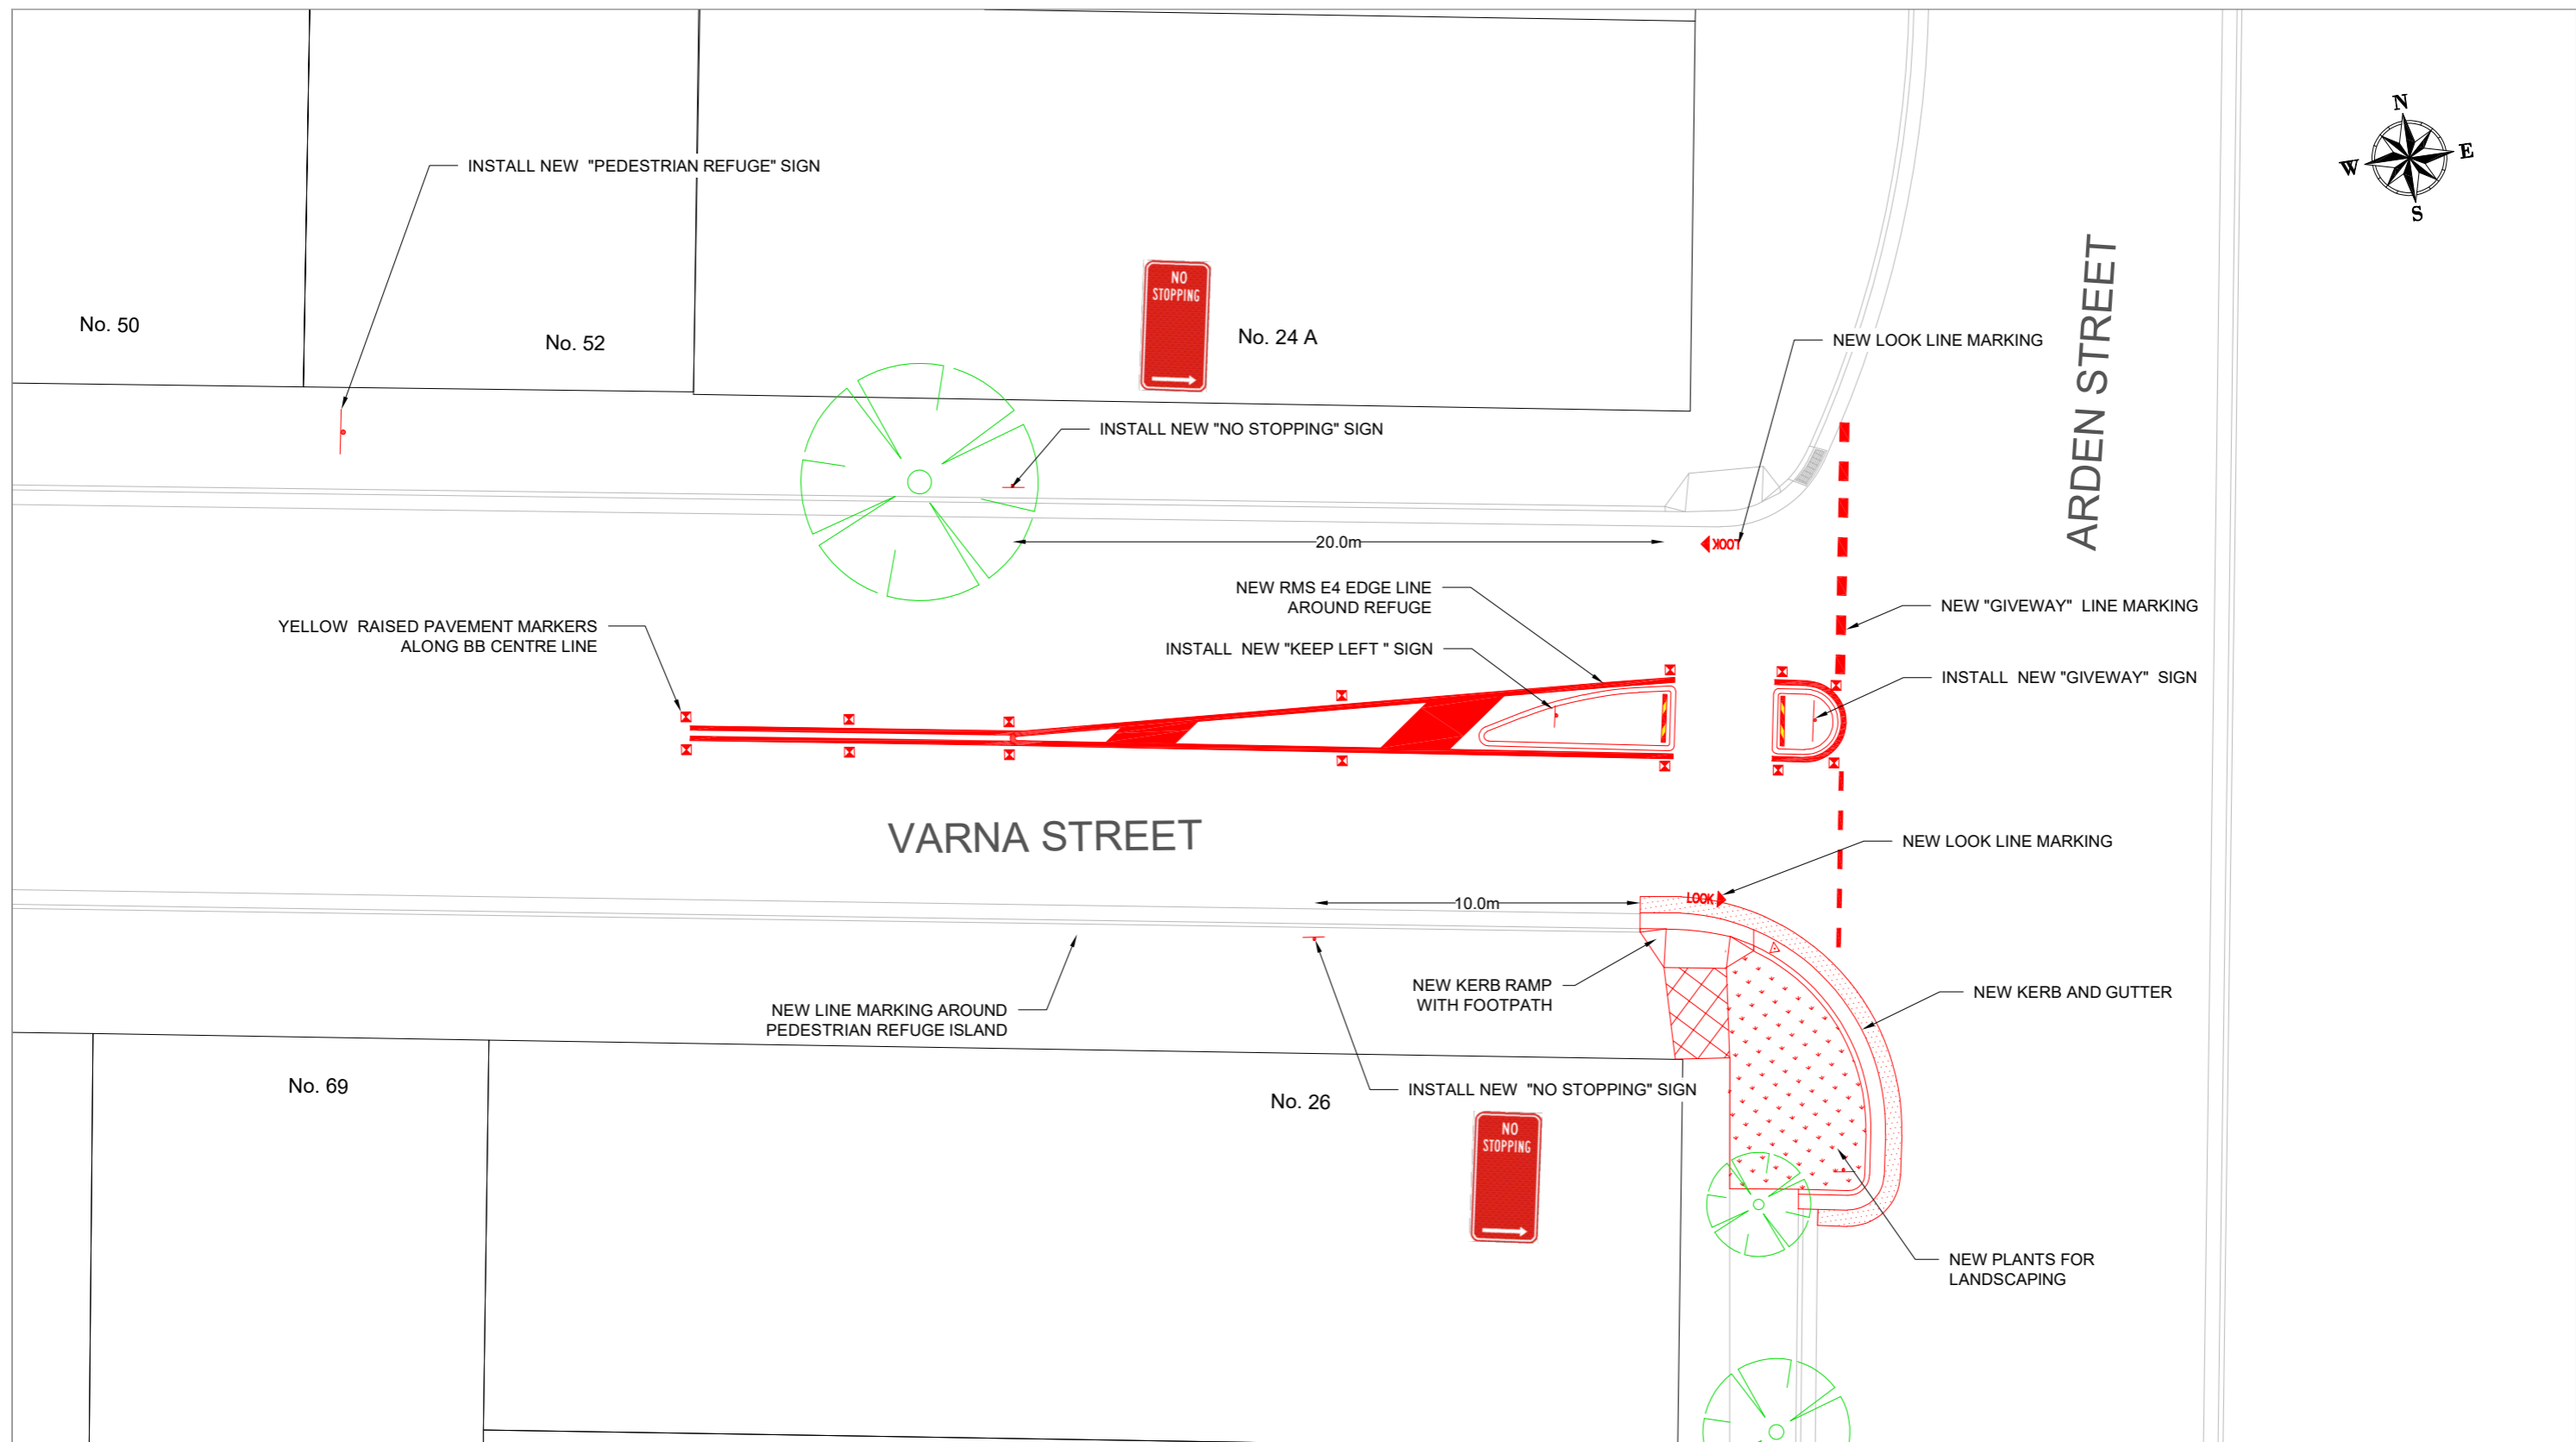 N
W
E
S
INSTALL NEW "PEDESTRIAN REFUGE" SIGN
NO
STOPPING
No. 50
No. 52
No. 24 A
NEW LOOK LINE MARKING
ARDEN STREET
INSTALL NEW "NO STOPPING" SIGN
20.0m
LOOK
NEW RMS E4 EDGE LINE
AROUND REFUGE
NEW "GIVEWAY" LINE MARKING
YELLOW RAISED PAVEMENT MARKERS
ALONG BB CENTRE LINE
INSTALL NEW "KEEP LEFT " SIGN
INSTALL NEW "GIVEWAY" SIGN
VARNA STREET
NEW LOOK LINE MARKING
10.0m
LOOK
NEW KERB RAMP
WITH FOOTPATH
NEW KERB AND GUTTER
NEW LINE MARKING AROUND
PEDESTRIAN REFUGE ISLAND
No. 69
No. 26
INSTALL NEW "NO STOPPING" SIGN
NO
STOPPING
NEW PLANTS FOR
LANDSCAPING